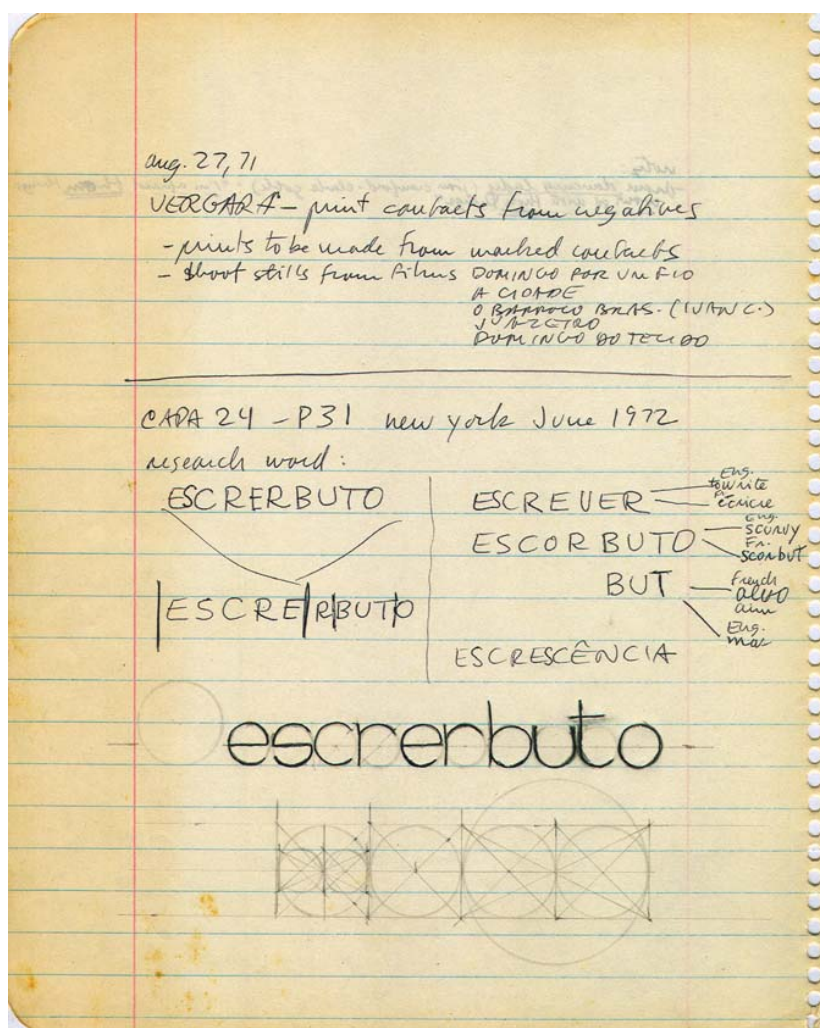 aug. 27, 71
VERGARA – print contacts from negatives
- prints to be made from marked contacts
- shoot stills from films DOMINGO POR UM FIO
A CIDADE
O BARROCO BRAS. (IVAN C.)
JUAZEIRO
DOMINGO DO TECIDO
CAPA 24 – P31 new york June 1972
research word:
ESCRERBUTO
ESCRE/R/BUTO
ESCREVER
Eng.
to write
Fr.
écrire
ESCORBUTO
Eng.
SCURVY
Fr.
scorbut
BUT
French
alvo
aim
Eng.
mas
ESCRESCÊNCIA
escrerbuto